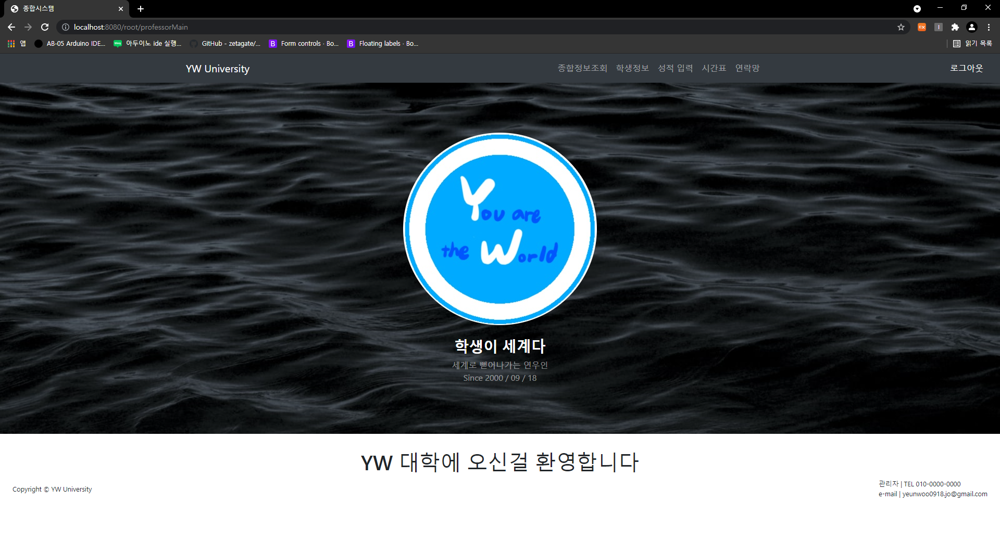 종합시스템
localhost:8080/root/professorMain
앱
AB-05 Arduino IDE...
아두이노 ide 실행...
GitHub - zetagate/...
Form controls · Bo...
Floating labels · Bo...
읽기 목록
YW University
종합정보조회 학생정보 성적 입력 시간표 연락망
로그아웃
You are
the World
학생이 세계다
세계로 뻗어나가는 연우인
Since 2000 / 09 / 18
YW 대학에 오신걸 환영합니다
Copyright © YW University
관리자 | TEL 010-0000-0000
e-mail | yeunwoo0918.jo@gmail.com